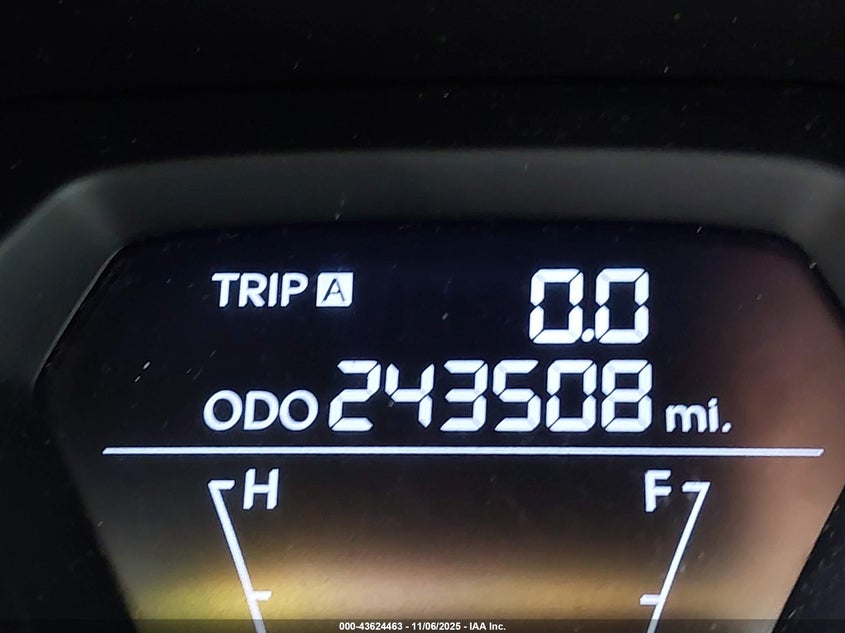 TRIP A 0.0
ODO 243508 mi.
H F
000-43624463 - 11/06/2025 - IAA Inc.